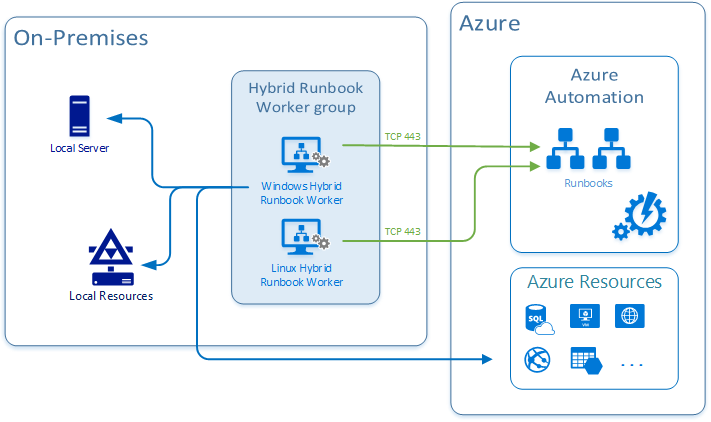 On-Premises
Hybrid Runbook
Worker group
Local Server
Windows Hybrid
Runbook Worker
Linux Hybrid
Runbook Worker
Local Resources
TCP 443
TCP 443
Azure
Azure
Automation
Runbooks
Azure Resources
SQL
VM
...